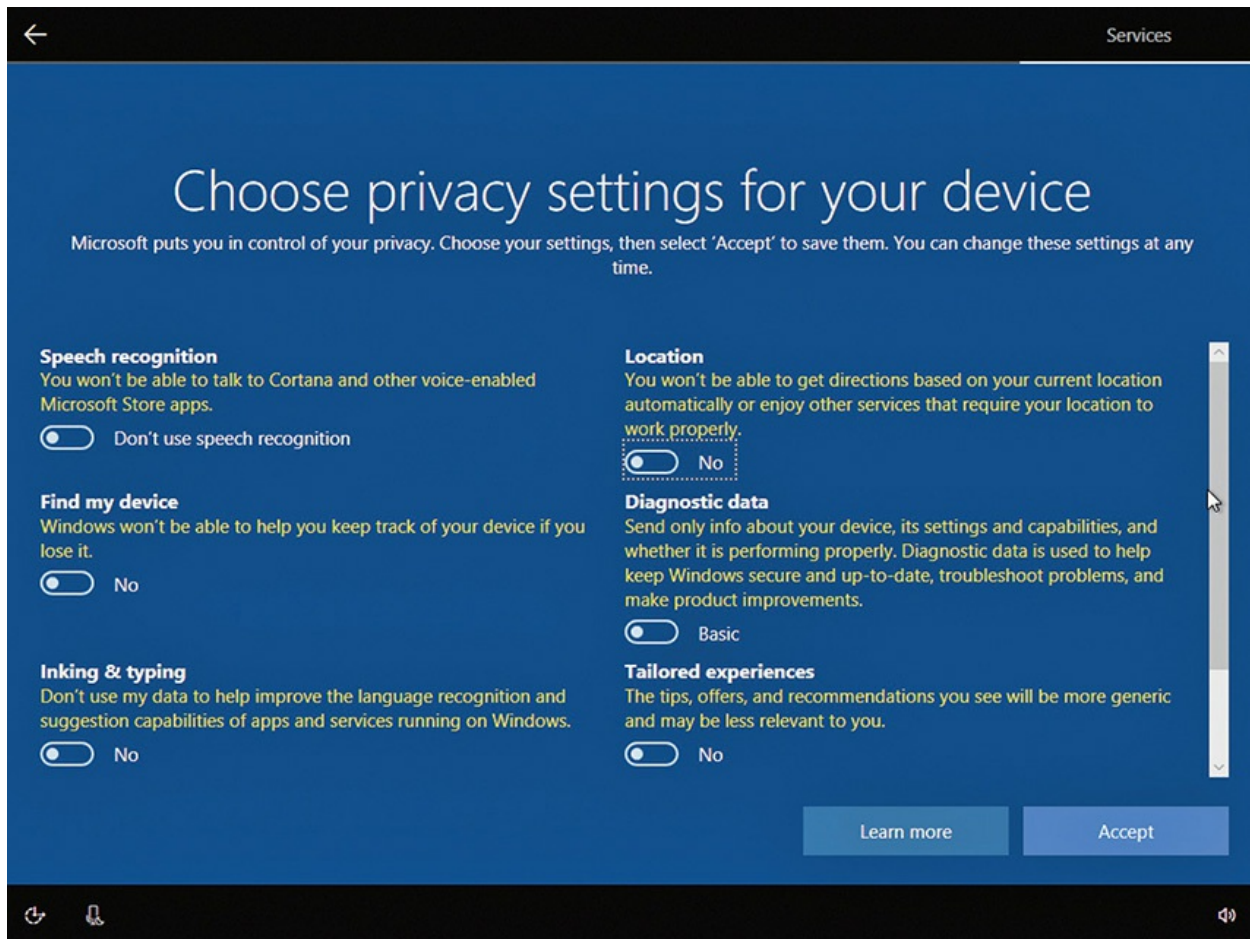 Services
Choose privacy settings for your device
Microsoft puts you in control of your privacy. Choose your settings, then select ‘Accept’ to save them. You can change these settings at any
time.
Speech recognition
You won’t be able to talk to Cortana and other voice-enabled
Microsoft Store apps.
Don’t use speech recognition
Location
You won’t be able to get directions based on your current location
automatically or enjoy other services that require your location to
work properly.
No
Find my device
Windows won’t be able to help you keep track of your device if you
lose it.
No
Diagnostic data
Send only info about your device, its settings and capabilities, and
whether it is performing properly. Diagnostic data is used to help
keep Windows secure and up-to-date, troubleshoot problems, and
make product improvements.
Basic
Inking & typing
Don’t use my data to help improve the language recognition and
suggestion capabilities of apps and services running on Windows.
No
Tailored experiences
The tips, offers, and recommendations you see will be more generic
and may be less relevant to you.
No
Learn more
Accept